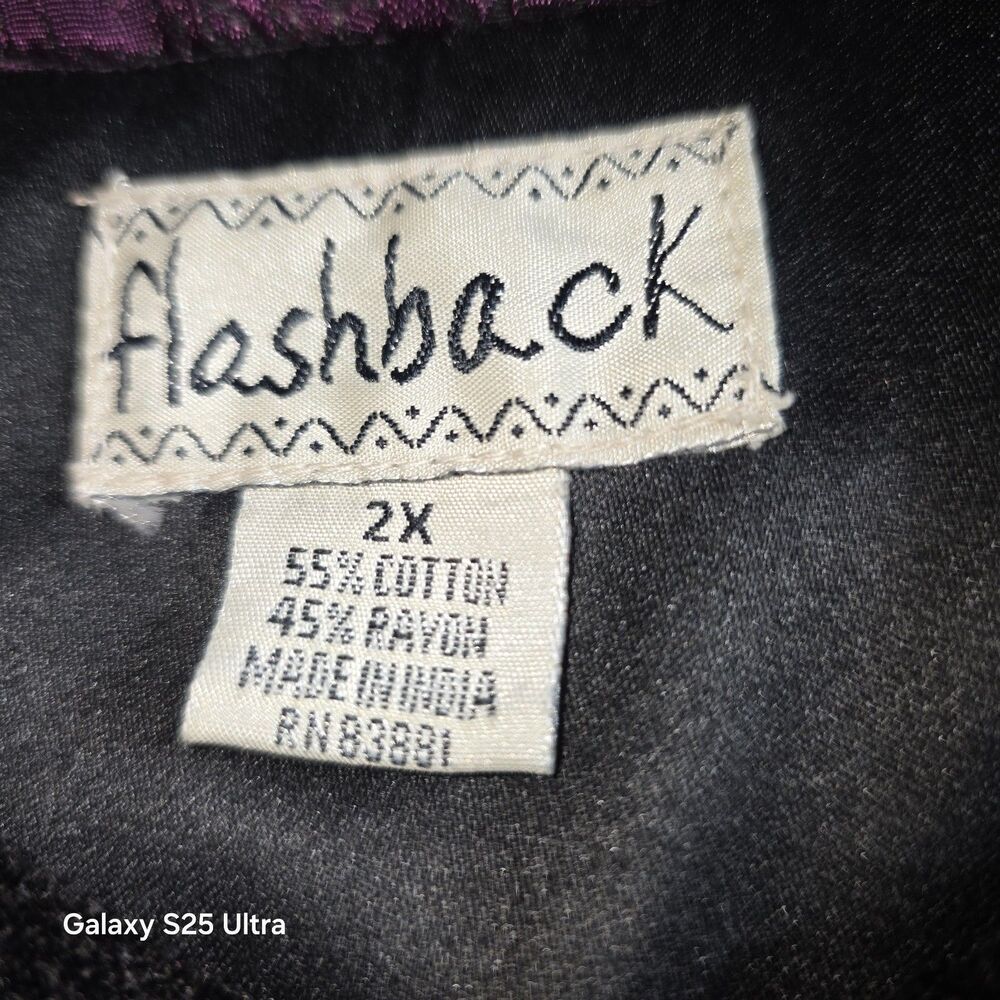 flashback
2X
55% COTTON
45% RAYON
MADE IN INDIA
RN 83881
Galaxy S25 Ultra